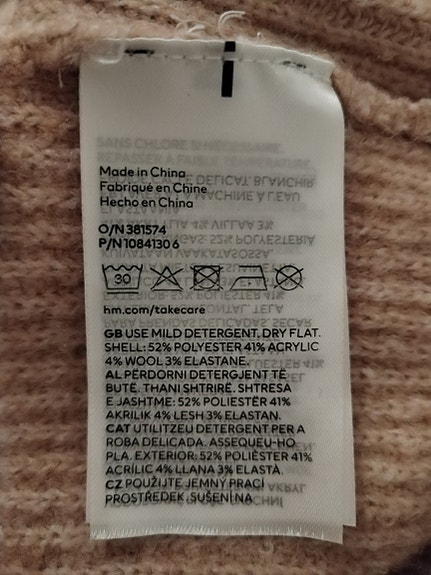 Made in China
Fabriqué en Chine
Hecho en China
O/N 381574
P/N 1084130 6
30
hm.com/takecare
GB USE MILD DETERGENT. DRY FLAT.
SHELL: 52% POLYESTER 41% ACRYLIC
4% WOOL 3% ELASTANE.
AL PËRDORNI DETERGJENT TË
BUTË. THANI SHTRIRË. SHTRESA
E JASHTME: 52% POLIESTËR 41%
AKRILIK 4% LESH 3% ELASTAN.
CAT UTILITZEU DETERGENT PER A
ROBA DELICADA. ASSEQUEU-HO
PLA. EXTERIOR: 52% POLIÈSTER 41%
ACRÍLIC 4% LLANA 3% ELASTÀ.
CZ POUŽIJTE JEMNÝ PRACÍ
PROSTŘEDEK. SUŠENÍ NA